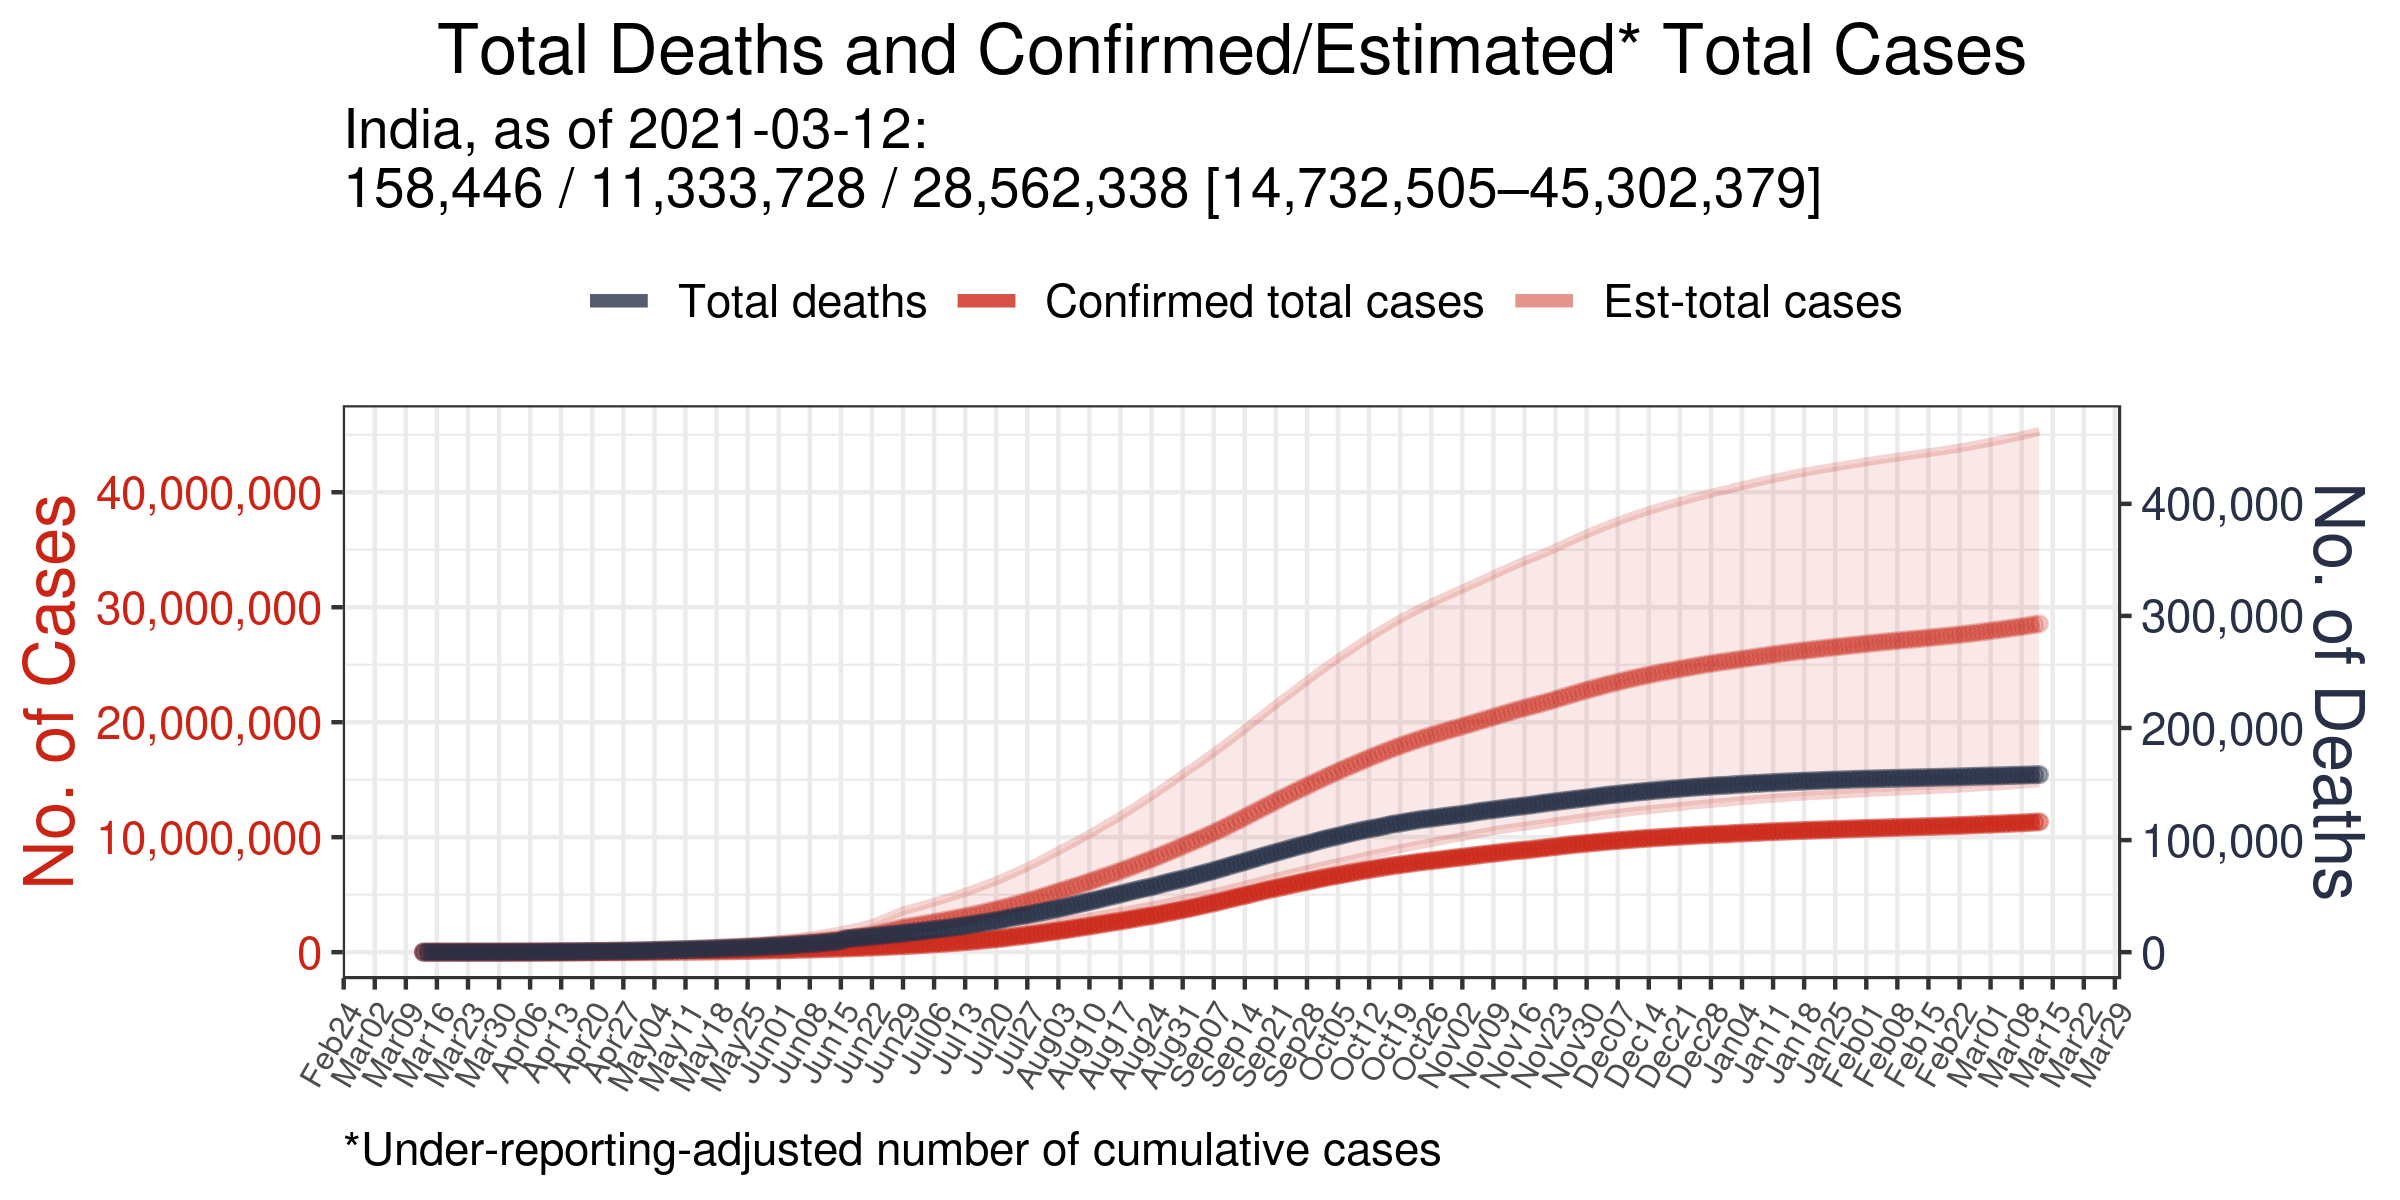 Total Deaths and Confirmed/Estimated* Total Cases
India, as of 2021-03-12:
158,446 / 11,333,728 / 28,562,338 [14,732,505–45,302,379]
Total deaths
Confirmed total cases
Est-total cases
No. of Cases
40,000,000
30,000,000
20,000,000
10,000,000
0
400,000
300,000
200,000
100,000
0
No. of Deaths
Feb24
Mar02
Mar09
Mar16
Mar23
Mar30
Apr06
Apr13
Apr20
Apr27
May04
May11
May18
May25
Jun01
Jun08
Jun15
Jun22
Jun29
Jul06
Jul13
Jul20
Jul27
Aug03
Aug10
Aug17
Aug24
Aug31
Sep07
Sep14
Sep21
Sep28
Oct05
Oct12
Oct19
Oct26
Nov02
Nov09
Nov16
Nov23
Nov30
Dec07
Dec14
Dec21
Dec28
Jan04
Jan11
Jan18
Jan25
Feb01
Feb08
Feb15
Feb22
Mar01
Mar08
Mar15
Mar22
Mar29
*Under-reporting-adjusted number of cumulative cases